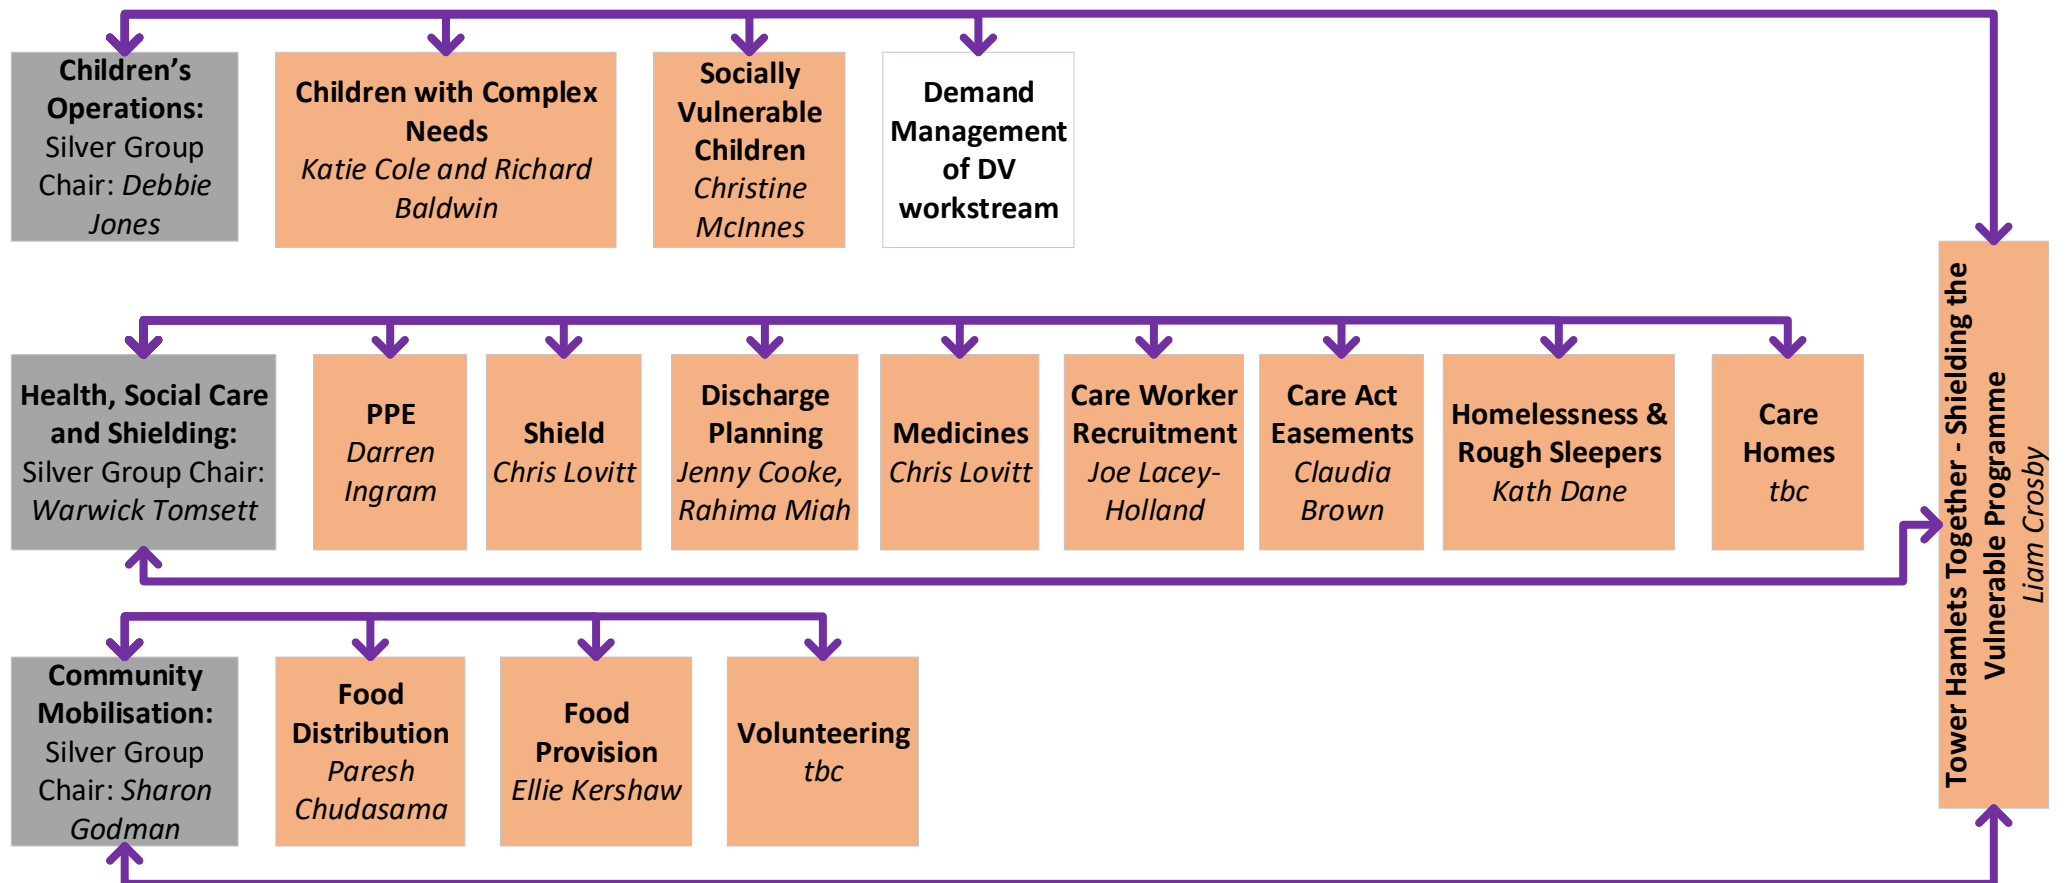 Children’s
Operations:
Silver Group
Chair: Debbie
Jones
Children with Complex
Needs
Katie Cole and Richard
Baldwin
Socially
Vulnerable
Children
Christine
McInnes
Demand
Management
of DV
workstream
Health, Social Care
and Shielding:
Silver Group Chair:
Warwick Tomsett
PPE
Darren
Ingram
Shield
Chris Lovitt
Discharge
Planning
Jenny Cooke,
Rahima Miah
Medicines
Chris Lovitt
Care Worker
Recruitment
Joe Lacey-
Holland
Care Act
Easements
Claudia
Brown
Homelessness &
Rough Sleepers
Kath Dane
Care
Homes
tbc
Community
Mobilisation:
Silver Group
Chair: Sharon
Godman
Food
Distribution
Paresh
Chudasama
Food
Provision
Ellie Kershaw
Volunteering
tbc
Tower Hamlets Together - Shielding the
Vulnerable Programme
Liam Crosby